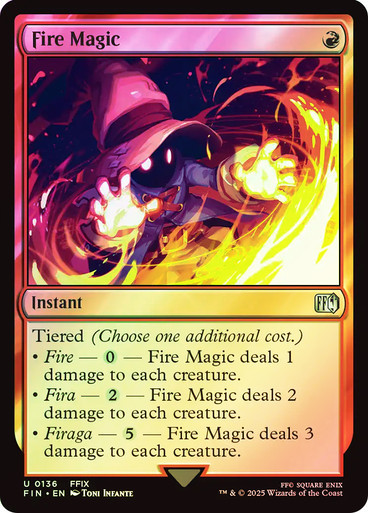 Fire Magic
Instant
FFC
Tiered (Choose one additional cost.)
• Fire — 0 — Fire Magic deals 1
damage to each creature.
• Fira — 2 — Fire Magic deals 2
damage to each creature.
• Firaga — 5 — Fire Magic deals 3
damage to each creature.
U 0136 FFIX
FIN • EN Toni Infante
FF© SQUARE ENIX
™ & © 2025 Wizards of the Coast